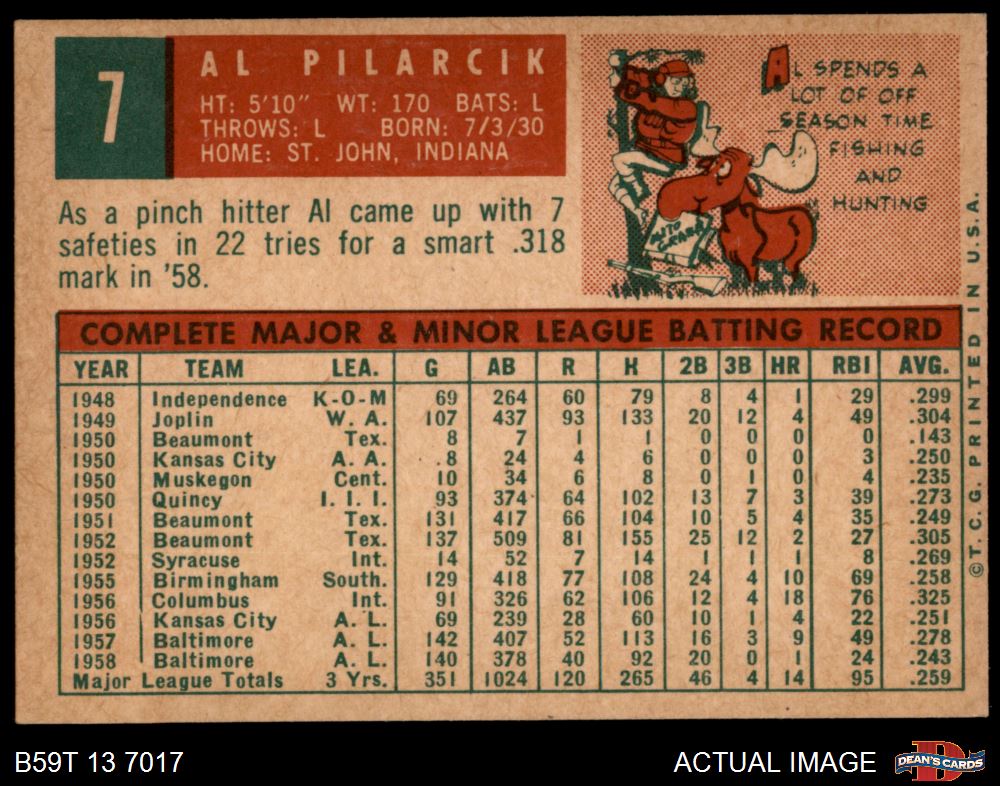 7
AL PILARCIK
HT: 5'10" WT: 170 BATS: L
THROWS: L BORN: 7/3/30
HOME: ST. JOHN, INDIANA
As a pinch hitter Al came up with 7
safeties in 22 tries for a smart .318
mark in '58.
AL SPENDS A
LOT OF OFF
SEASON TIME
FISHING
AND
HUNTING
COMPLETE MAJOR & MINOR LEAGUE BATTING RECORD
YEAR TEAM LEA. G AB R H 2B 3B HR RBI AVG.
1948 Independence K-O-M 69 264 60 79 8 4 1 29 .299
1949 Joplin W. A. 107 437 93 133 20 12 4 49 .304
1950 Beaumont Tex. 8 7 1 1 0 0 0 0 .143
1950 Kansas City A. A. .8 24 4 6 0 0 0 3 .250
1950 Muskegon Cent. 10 34 6 8 0 1 0 4 .235
1950 Quincy I. I. I. 93 374 64 102 13 7 3 39 .273
1951 Beaumont Tex. 131 417 66 104 10 5 4 35 .249
1952 Beaumont Tex. 137 509 81 155 25 12 2 27 .305
1952 Syracuse Int. 14 52 7 14 1 1 1 8 .269
1955 Birmingham South. 129 418 77 108 24 4 10 69 .258
1956 Columbus Int. 91 326 62 106 12 4 18 76 .325
1956 Kansas City A. L. 69 239 28 60 10 1 4 22 .251
1957 Baltimore A. L. 142 407 52 113 16 3 9 49 .278
1958 Baltimore A. L. 140 378 40 92 20 0 1 24 .243
Major League Totals 3 Yrs. 351 1024 120 265 46 4 14 95 .259
©T. C. G. PRINTED IN U.S.A.
B59T 13 7017
ACTUAL IMAGE
DEAN'S CARDS